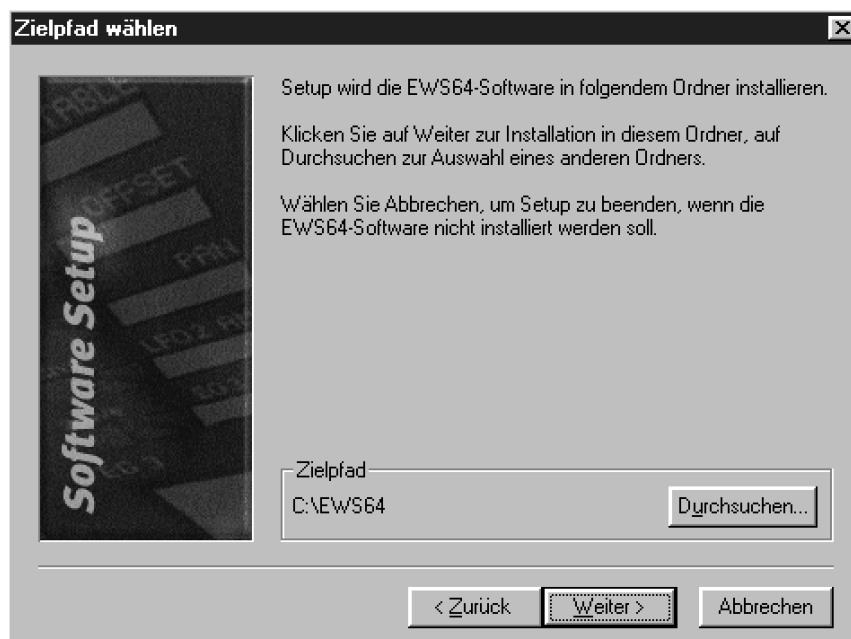 Zielpfad wählen
Setup wird die EWS64-Software in folgendem Ordner installieren.
Klicken Sie auf Weiter zur Installation in diesem Ordner, auf
Durchsuchen zur Auswahl eines anderen Ordners.
Wählen Sie Abbrechen, um Setup zu beenden, wenn die
EWS64-Software nicht installiert werden soll.
OFFSET
PAN
Software Setup
Zielpfad
C:\EWS64
Durchsuchen...
< Zurück
Weiter >
Abbrechen